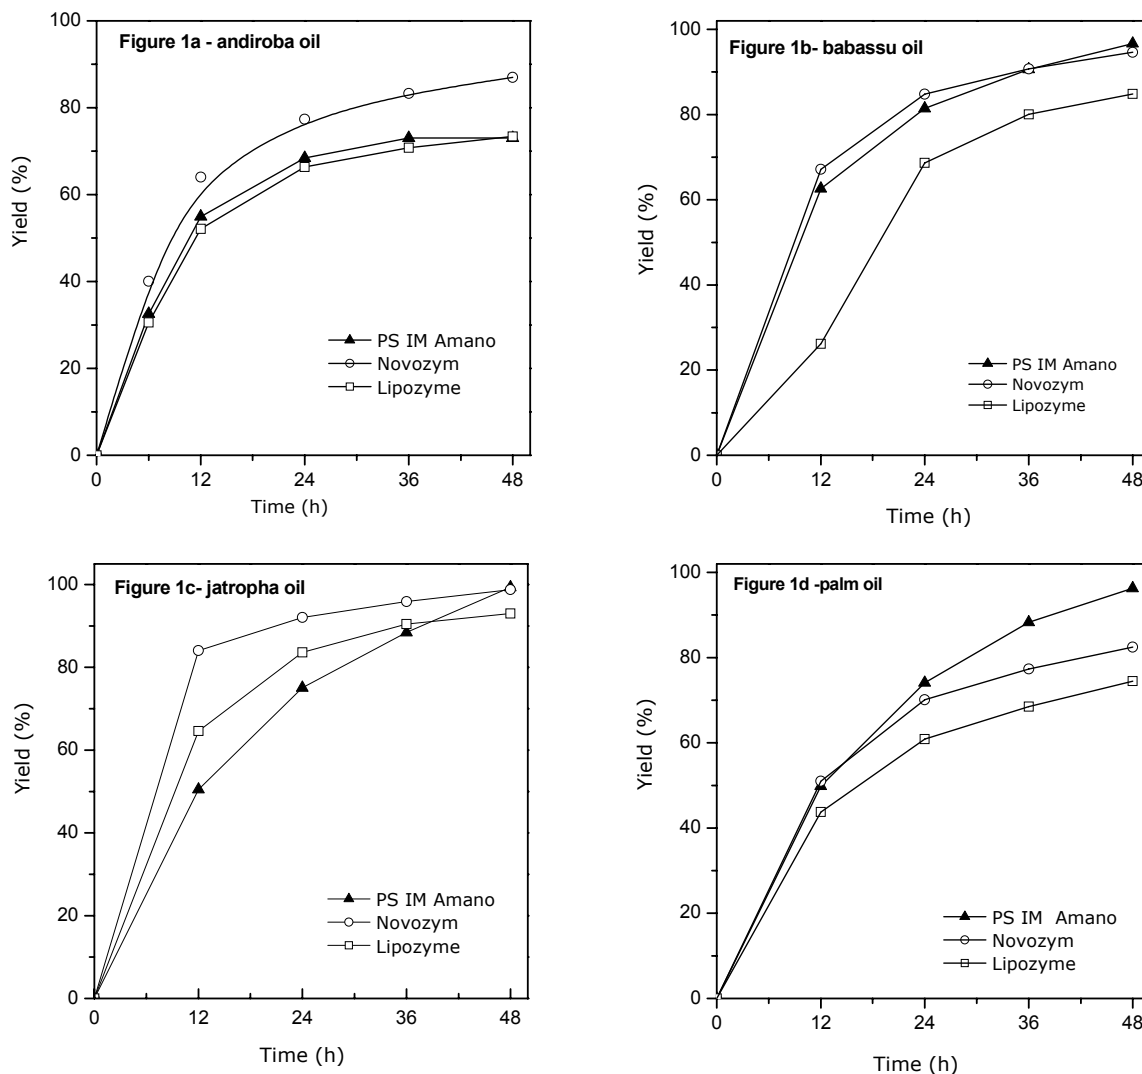 Figure 1a - andiroba oil
Yield (%)
100
80
60
40
20
0
PS IM Amano
Novozym
Lipozyme
0 12 24 36 48
Time (h)
Figure 1b- babassu oil
Yield (%)
100
80
60
40
20
0
PS IM Amano
Novozym
Lipozyme
0 12 24 36 48
Time (h)
Figure 1c- jatropha oil
Yield (%)
100
80
60
40
20
0
PS IM Amano
Novozym
Lipozyme
0 12 24 36 48
Time (h)
Figure 1d -palm oil
Yield (%)
100
80
60
40
20
0
PS IM Amano
Novozym
Lipozyme
0 12 24 36 48
Time (h)